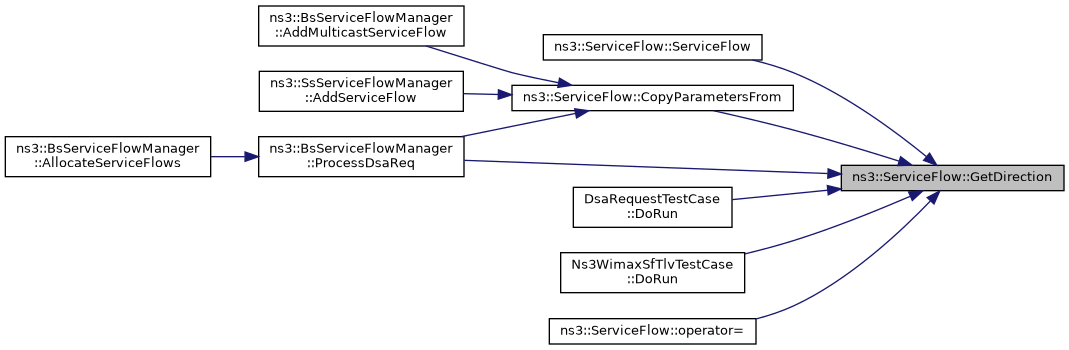 ns3::BsServiceFlowManager
::AddMulticastServiceFlow
ns3::ServiceFlow::ServiceFlow
ns3::SsServiceFlowManager
::AddServiceFlow
ns3::ServiceFlow::CopyParametersFrom
ns3::BsServiceFlowManager
::AllocateServiceFlows
ns3::BsServiceFlowManager
::ProcessDsaReq
ns3::ServiceFlow::GetDirection
DsaRequestTestCase
::DoRun
Ns3WimaxSfTlvTestCase
::DoRun
ns3::ServiceFlow::operator=